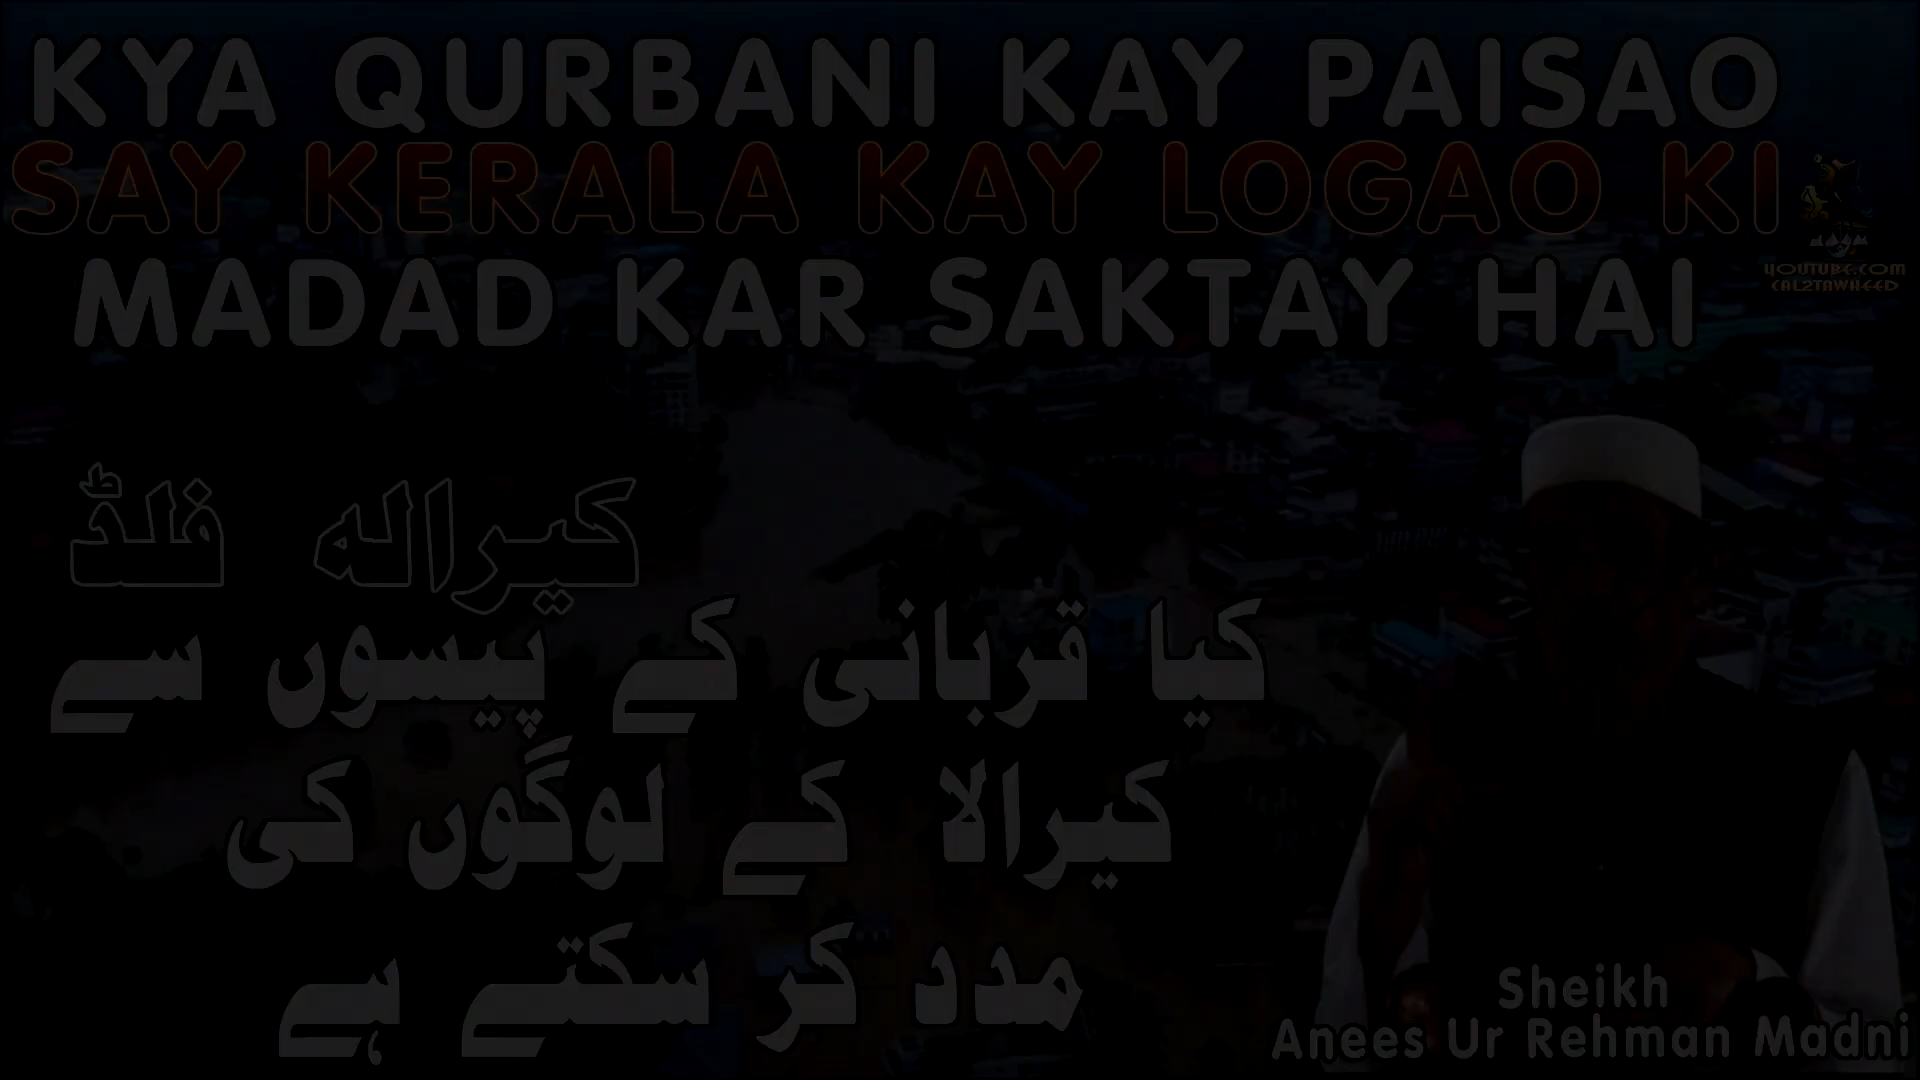 KYA QURBANI KAY PAISAO
SAY KERALA KAY LOGAO KI
MADAD KAR SAKTAY HAI
YOUTUBE.COM
CAL2TAWHEED
کیرالہ فلڈ
کیا قربانی کے پیسوں سے
کیرالا کے لوگوں کی
مدد کر سکتے ہے
Sheikh
Anees Ur Rehman Madni